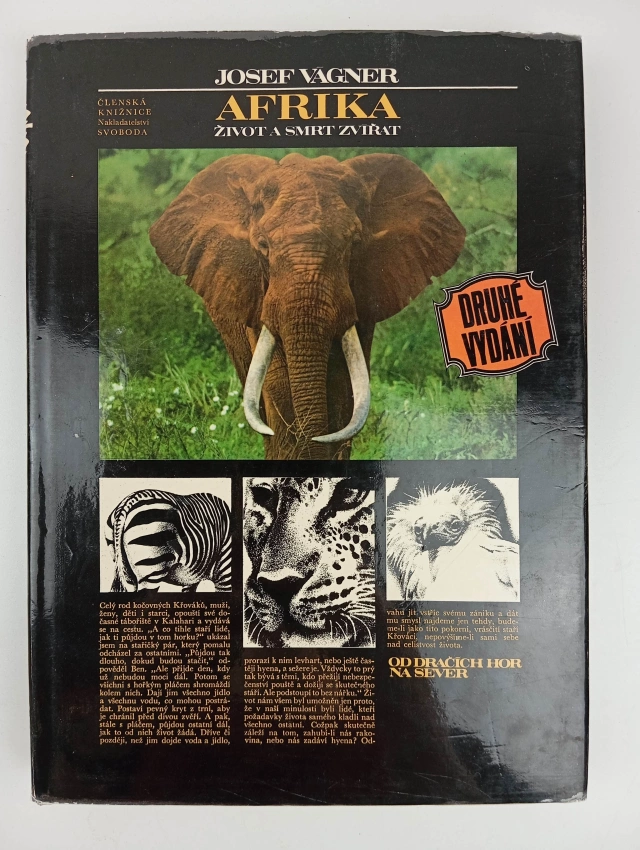 JOSEF VÁGNER
ČLENSKÁ
KNIŽNICE
Nakladatelství
SVOBODA
AFRIKA
ŽIVOT A SMRT ZVÍŘAT
DRUHÉ
VYDÁNÍ
Celý rod kočovných Křováků, muži,
ženy, děti i starci, opouští své do-
časné tábořiště v Kalahari a vydává
se na cestu. „A co tihle staří lidé,
jak ti půjdou v tom horku?“ ukázal
jsem na stařičký pár, který pomalu
odcházel za ostatními. „Půjdou tak
dlouho, dokud budou stačit,“ od-
pověděl Ben. „Ale přijde den, kdy
už nebudou moci dál. Potom se
všichni s hořkým pláčem shromáždí
kolem nich. Dají jim všechno jídlo
a všechnu vodu, co mohou postrá-
dat. Postaví pevný kryt z trní, aby
je chránil před divou zvěří. A pak,
stále s pláčem, půjdou ostatní dál,
jak to od nich život žádá. Dříve či
později, než jim dojde voda a jídlo,
prorazí k nim levhart, nebo ještě čas-
těji hyena, a sežere je. Vždycky to prý
tak bývá s těmi, kdo přežijí nebezpe-
čenství pouště a dožijí se skutečného
stáří. Ale podstoupí to bez nářku.“ Ži-
vot nám všem byl umožněn jen proto,
že v naší minulosti byli lidé, kteří
požadavky života samého kladli nad
všechno ostatní. Cožpak skutečně
záleží na tom, zahubí-li nás rako-
vina, nebo nás zadáví hyena? Od-
vahu jít vstříc svému zániku a dát
mu smysl najdeme jen tehdy, bude-
me-li jako tito pokorní, vrásčití staří
Křováci, nepovýšíme-li sami sebe
nad celistvost života.
OD DRAČÍCH HOR
NA SEVER